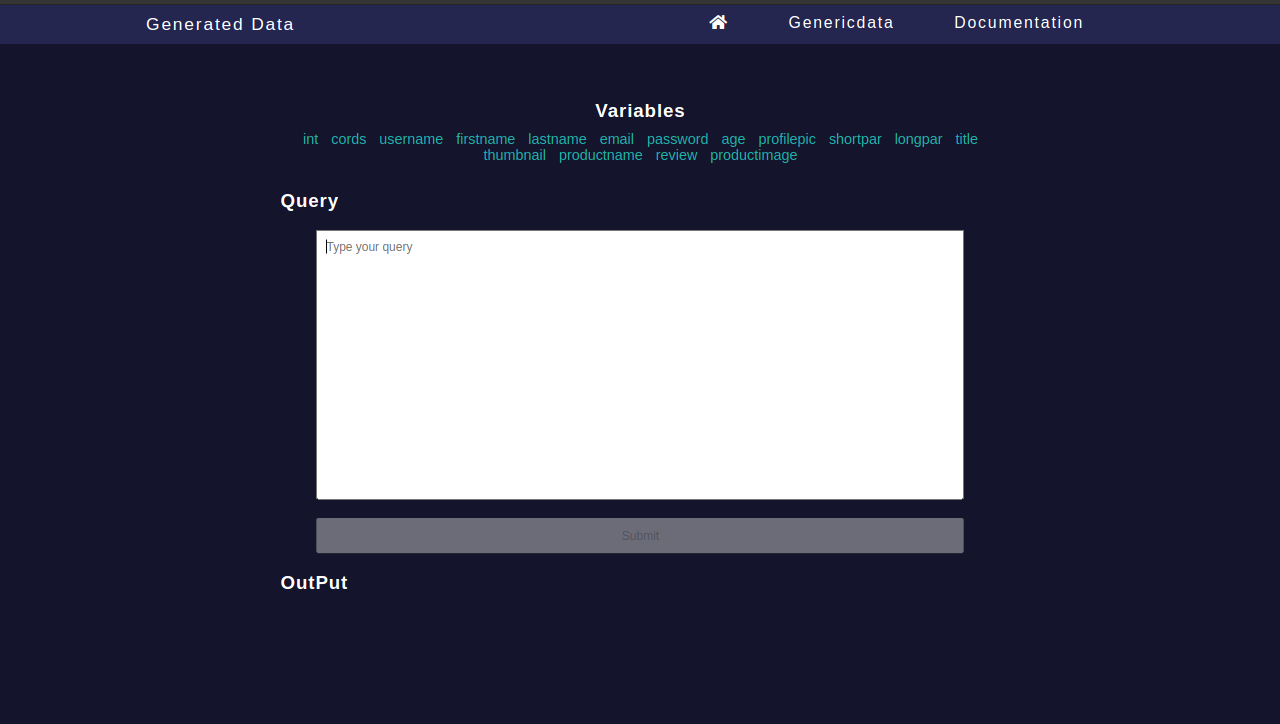 Generated Data Genericdata Documentation
Variables
int cords username firstname lastname email password age profilepic shortpar longpar title
thumbnail productname review productimage
Query
Type your query
Submit
OutPut